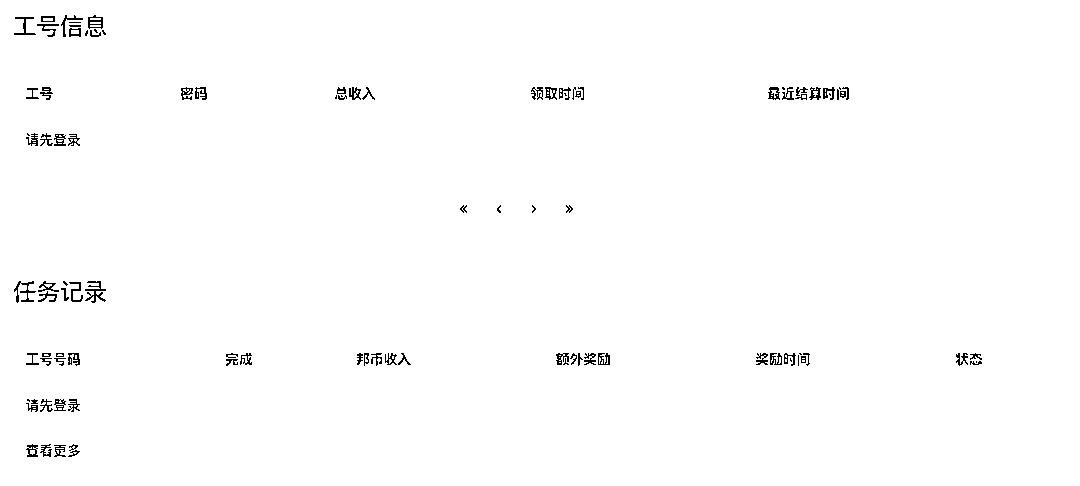 工号信息
工号 密码 总收入 领取时间 最近结算时间
请先登录
« ‹ › »
任务记录
工号号码 完成 邦币收入 额外奖励 奖励时间 状态
请先登录
查看更多